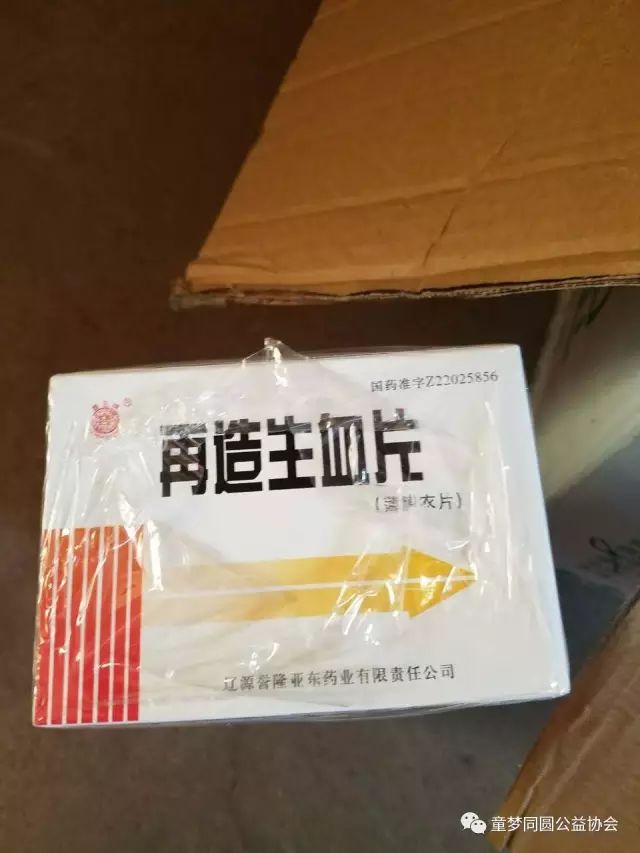 国药准字Z22025856
再造生血片
(薄膜衣片)
辽源誉隆亚东药业有限责任公司
童梦同圆公益协会